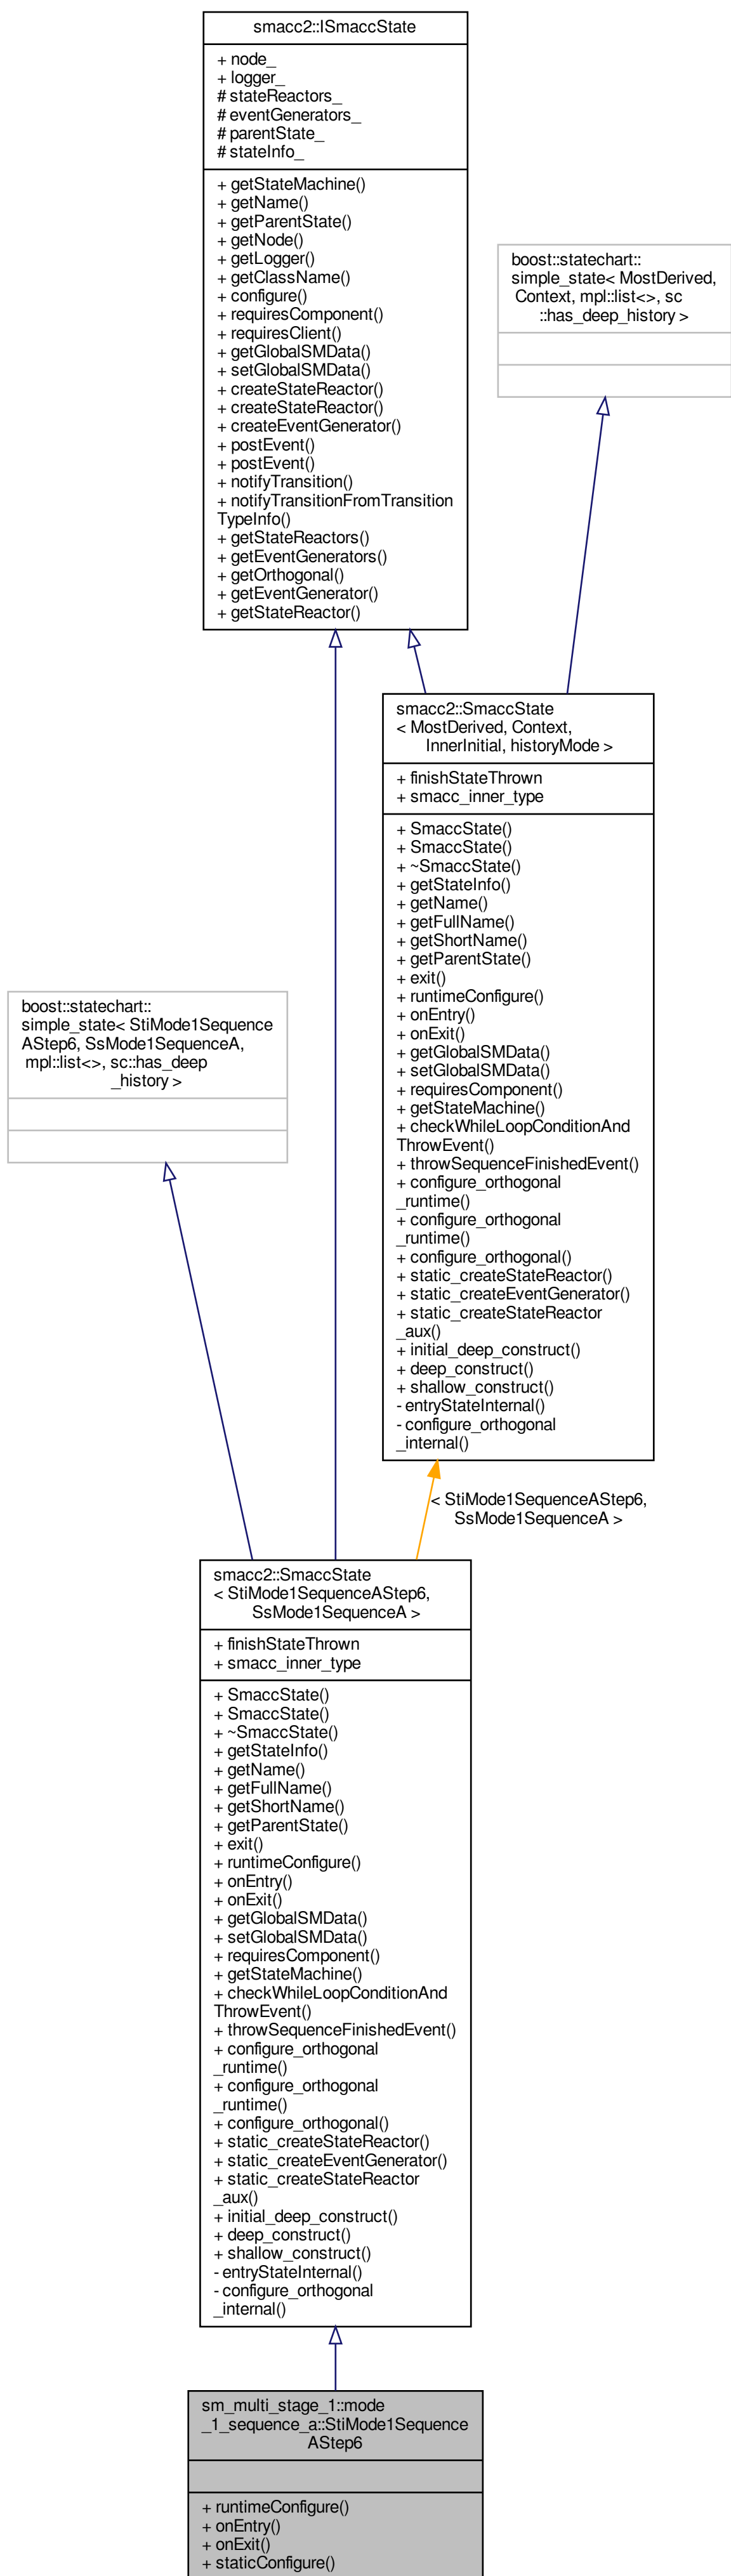 smacc2::ISmaccState
+ node_
+ logger_
# stateReactors_
# eventGenerators_
# parentState_
# stateInfo_
+ getStateMachine()
+ getName()
+ getParentState()
+ getNode()
+ getLogger()
+ getClassName()
+ configure()
+ requiresComponent()
+ requiresClient()
+ getGlobalSMData()
+ setGlobalSMData()
+ createStateReactor()
+ createStateReactor()
+ createEventGenerator()
+ postEvent()
+ postEvent()
+ notifyTransition()
+ notifyTransitionFromTransition
TypeInfo()
+ getStateReactors()
+ getEventGenerators()
+ getOrthogonal()
+ getEventGenerator()
+ getStateReactor()
boost::statechart::
simple_state< MostDerived,
Context, mpl::list<>, sc
::has_deep_history >
smacc2::SmaccState
< MostDerived, Context,
InnerInitial, historyMode >
+ finishStateThrown
+ smacc_inner_type
+ SmaccState()
+ SmaccState()
+ ~SmaccState()
+ getStateInfo()
+ getName()
+ getFullName()
+ getShortName()
+ getParentState()
+ exit()
+ runtimeConfigure()
+ onEntry()
+ onExit()
+ getGlobalSMData()
+ setGlobalSMData()
+ requiresComponent()
+ getStateMachine()
+ checkWhileLoopConditionAnd
ThrowEvent()
+ throwSequenceFinishedEvent()
+ configure_orthogonal
_runtime()
+ configure_orthogonal
_runtime()
+ configure_orthogonal()
+ static_createStateReactor()
+ static_createEventGenerator()
+ static_createStateReactor
_aux()
+ initial_deep_construct()
+ deep_construct()
+ shallow_construct()
- entryStateInternal()
- configure_orthogonal
_internal()
boost::statechart::
simple_state< StiMode1Sequence
AStep6, SsMode1SequenceA,
mpl::list<>, sc::has_deep
_history >
< StiMode1SequenceAStep6,
SsMode1SequenceA >
smacc2::SmaccState
< StiMode1SequenceAStep6,
SsMode1SequenceA >
+ finishStateThrown
+ smacc_inner_type
+ SmaccState()
+ SmaccState()
+ ~SmaccState()
+ getStateInfo()
+ getName()
+ getFullName()
+ getShortName()
+ getParentState()
+ exit()
+ runtimeConfigure()
+ onEntry()
+ onExit()
+ getGlobalSMData()
+ setGlobalSMData()
+ requiresComponent()
+ getStateMachine()
+ checkWhileLoopConditionAnd
ThrowEvent()
+ throwSequenceFinishedEvent()
+ configure_orthogonal
_runtime()
+ configure_orthogonal
_runtime()
+ configure_orthogonal()
+ static_createStateReactor()
+ static_createEventGenerator()
+ static_createStateReactor
_aux()
+ initial_deep_construct()
+ deep_construct()
+ shallow_construct()
- entryStateInternal()
- configure_orthogonal
_internal()
sm_multi_stage_1::mode
_1_sequence_a::StiMode1Sequence
AStep6
+ runtimeConfigure()
+ onEntry()
+ onExit()
+ staticConfigure()